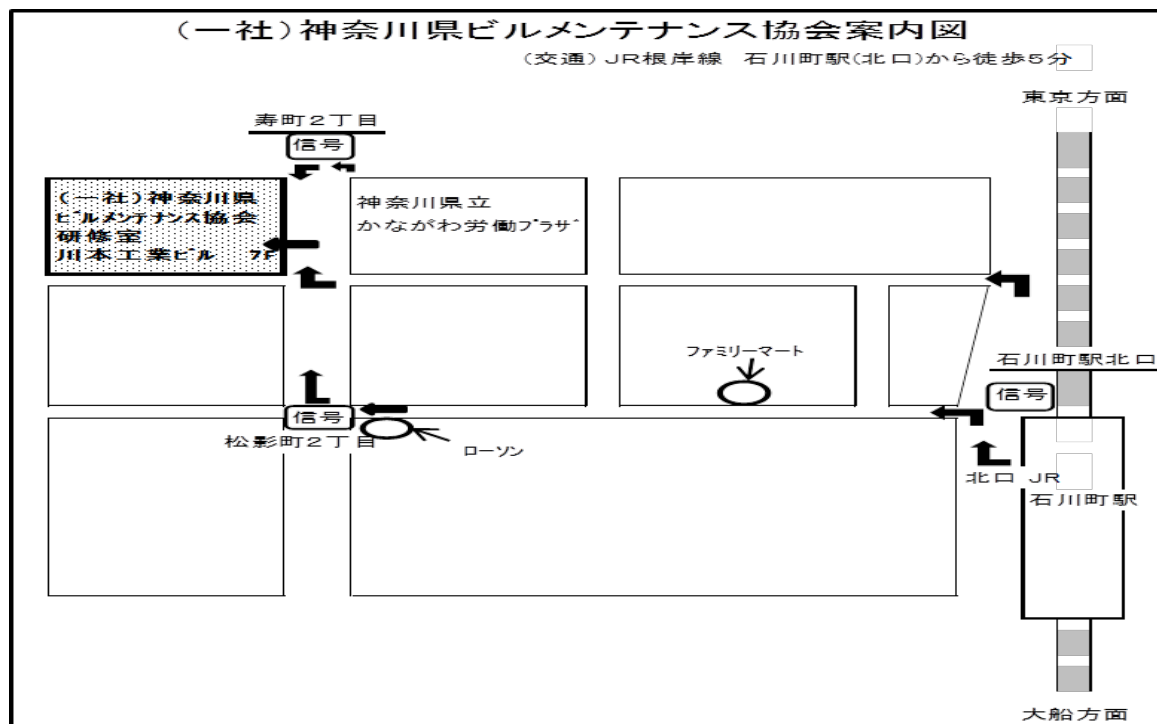 (一社)神奈川県ビルメンテナンス協会案内図
(交通)JR根岸線 石川町駅(北口)から徒歩5分
東京方面
寿町2丁目
信号
(一社)神奈川県
ビルメンテナンス協会
研修室
川本工業ビル 7F
神奈川県立
かながわ労働プラザ
ファミリーマート
石川町駅北口
信号
信号
松影町2丁目
ローソン
北口 JR
石川町駅
大船方面